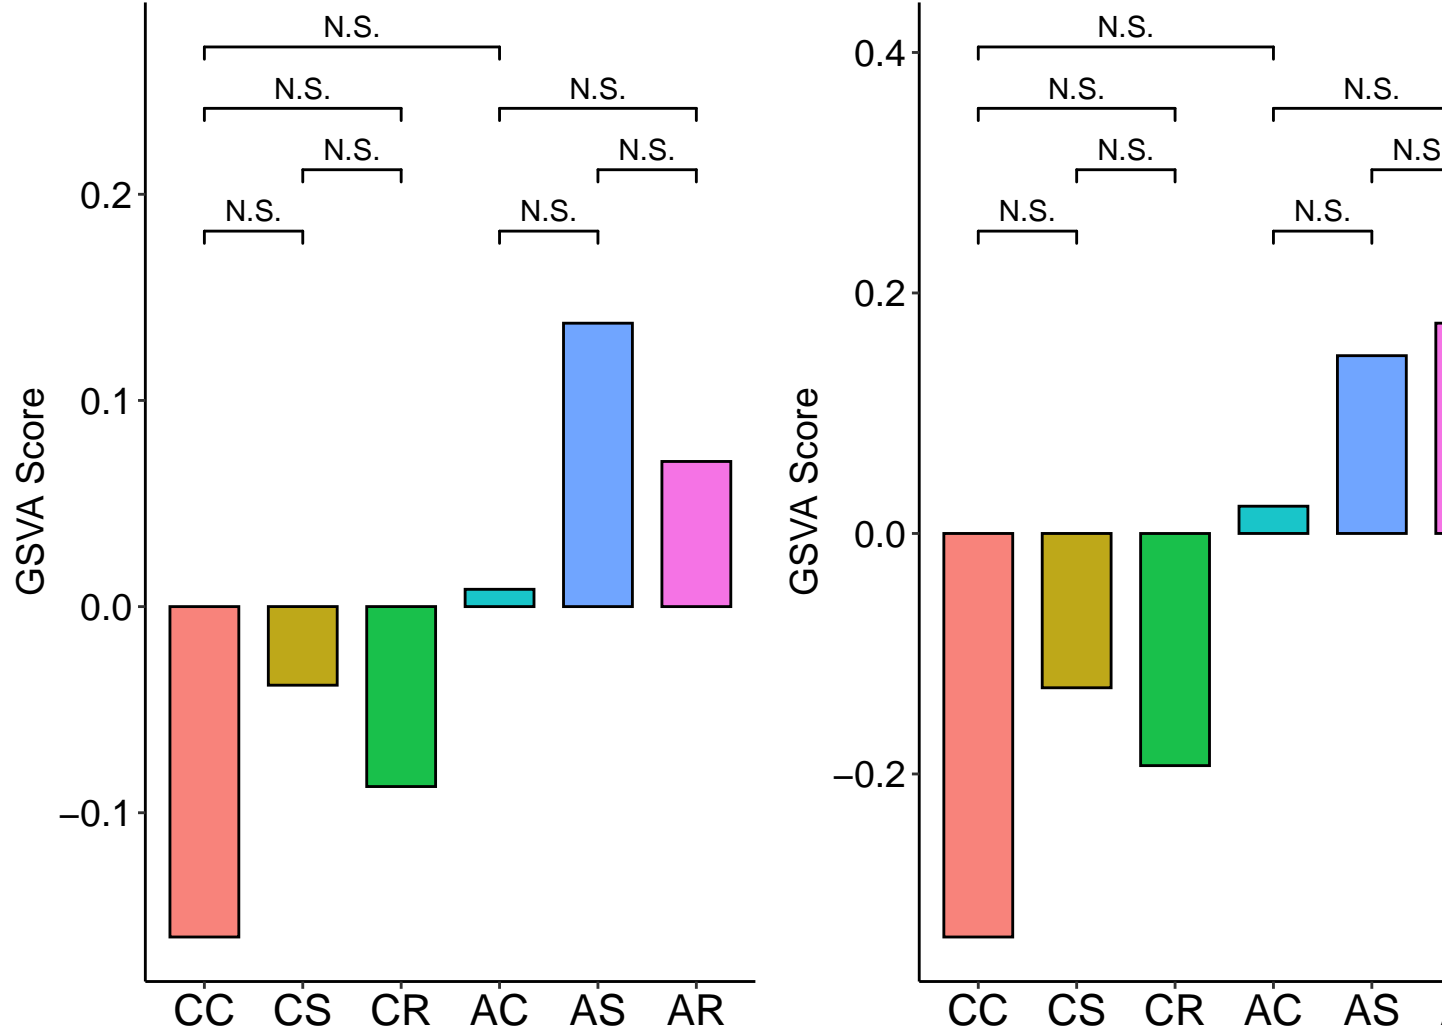 N.S.
N.S. N.S.
N.S. N.S.
N.S. N.S.
0.2
0.1
0.0
−0.1
GSVA Score
CC CS CR AC AS AR
N.S.
N.S. N.S.
N.S. N.S
N.S. N.S.
0.4
0.2
0.0
−0.2
GSVA Score
CC CS CR AC AS